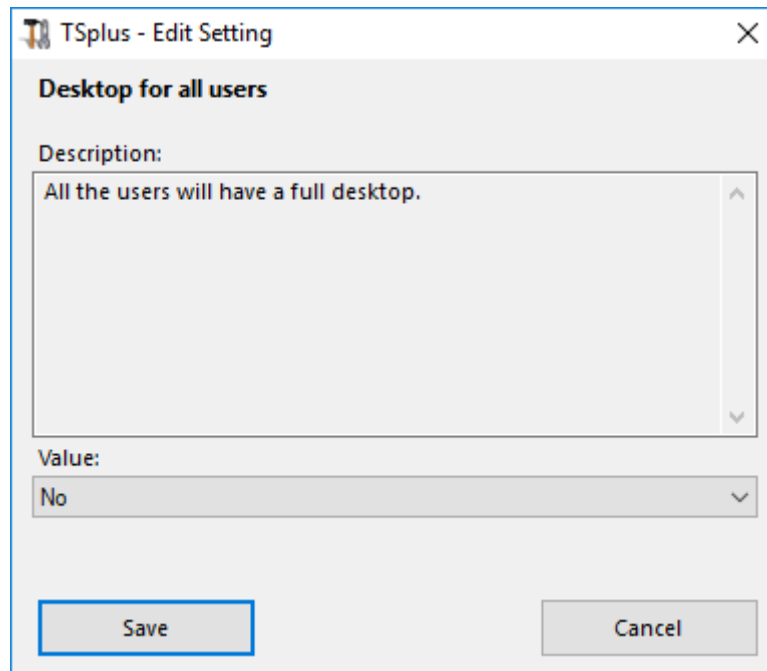 TSplus - Edit Setting
Desktop for all users
Description:
All the users will have a full desktop.
Value:
No
Save
Cancel